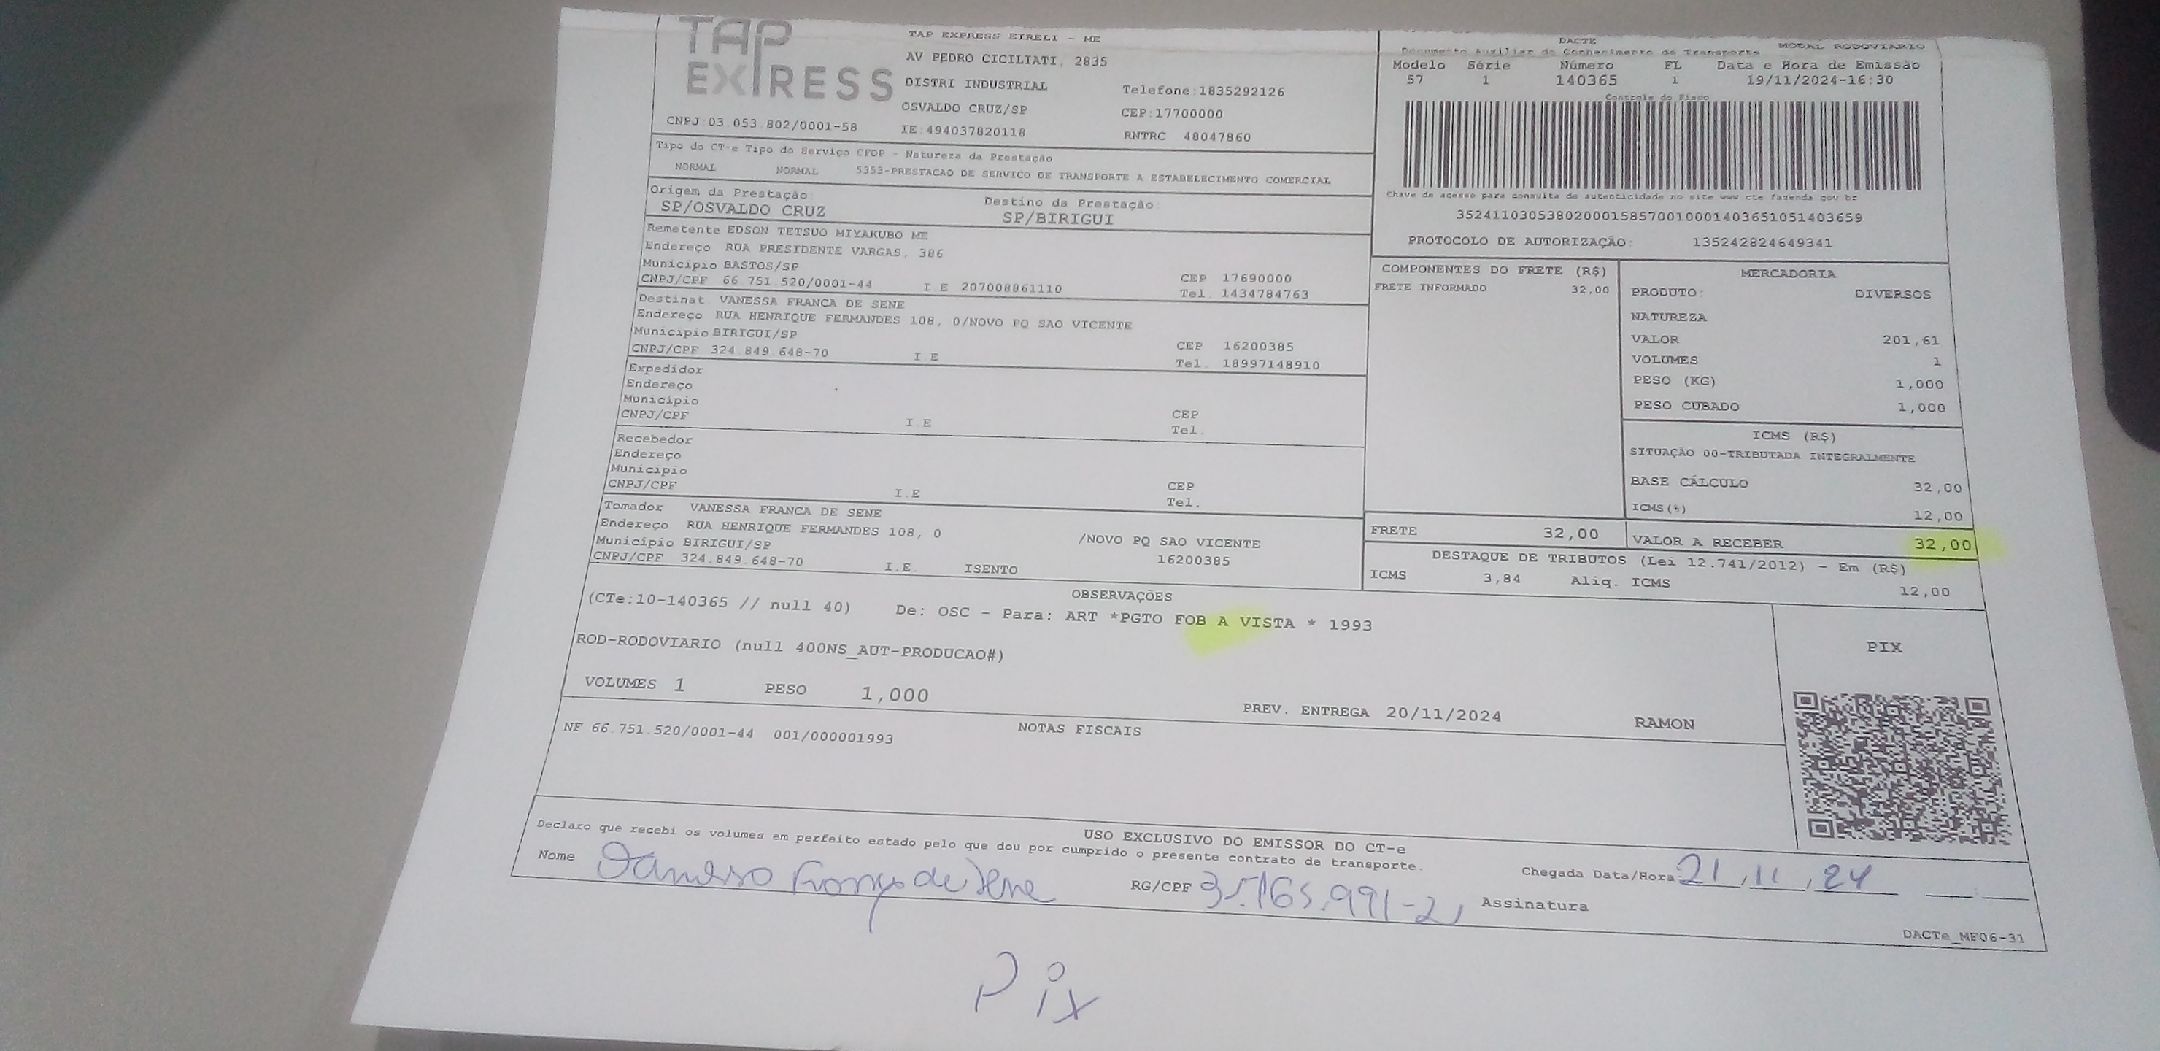 TAP EXPRESS
TAP EXPRESS EIRELI - ME
AV PEDRO CICILIATI, 2835
DISTRI INDUSTRIAL Telefone:1835292126
OSVALDO CRUZ/SP CEP:17700000
CNPJ:03.053.802/0001-58 IE:494037820118 RNTRC 48047860
DACTE
Documento Auxiliar do Conhecimento de Transporte MODAL RODOVIARIO
Modelo Série Número FL Data e Hora de Emissão
57 1 140365 1 19/11/2024-16:30
Controle do Fisco
Chave de acesso para consulta de autenticidade no site www cte fazenda gov br
35241103053802000158570010001403651051403659
PROTOCOLO DE AUTORIZAÇÃO: 135242824649341
Tipo do CT-e Tipo do Serviço CFOP - Natureza da Prestação
NORMAL NORMAL 5353-PRESTACAO DE SERVICO DE TRANSPORTE A ESTABELECIMENTO COMERCIAL
Origem da Prestação Destino da Prestação:
SP/OSVALDO CRUZ SP/BIRIGUI
Remetente EDSON TETSUO MIYAKUBO ME
Endereço RUA PRESIDENTE VARGAS, 386
Município BASTOS/SP CEP 17690000
CNPJ/CPF 66.751.520/0001-44 I.E 207008961110 Tel. 1434784763
Destinat. VANESSA FRANCA DE SENE
Endereço RUA HENRIQUE FERNANDES 108, 0/NOVO PQ SAO VICENTE
Município BIRIGUI/SP CEP 16200385
CNPJ/CPF 324.849.648-70 I.E Tel. 18997148910
Expedidor
Endereço
Município CEP
CNPJ/CPF I.E Tel.
Recebedor
Endereço
Município CEP
CNPJ/CPF I.E Tel.
Tomador VANESSA FRANCA DE SENE
Endereço RUA HENRIQUE FERNANDES 108, 0 /NOVO PQ SAO VICENTE
Município BIRIGUI/SP 16200385
CNPJ/CPF 324.849.648-70 I.E. ISENTO
COMPONENTES DO FRETE (R$)
FRETE INFORMADO 32,00
MERCADORIA
PRODUTO: DIVERSOS
NATUREZA
VALOR 201,61
VOLUMES 1
PESO (KG) 1,000
PESO CUBADO 1,000
ICMS (R$)
SITUAÇÃO 00-TRIBUTADA INTEGRALMENTE
BASE CÁLCULO 32,00
ICMS(%) 12,00
FRETE 32,00 VALOR A RECEBER 32,00
DESTAQUE DE TRIBUTOS (Lei 12.741/2012) - Em (R$)
ICMS 3,84 Aliq. ICMS 12,00
OBSERVAÇÕES
(CTe:10-140365 // null 40) De: OSC - Para: ART *PGTO FOB A VISTA * 1993
ROD-RODOVIARIO (null 400NS_AUT-PRODUCAO#)
VOLUMES 1 PESO 1,000 PREV. ENTREGA 20/11/2024 RAMON
PIX
NOTAS FISCAIS
NF 66.751.520/0001-44 001/000001993
USO EXCLUSIVO DO EMISSOR DO CT-e
Declaro que recebi os volumes em perfeito estado pelo que dou por cumprido o presente contrato de transporte.
Nome Vanessa França de Sene RG/CPF 35.165.991-2 Assinatura Chegada Data/Hora 21, 11, 24
DACTe_MF06-31
Pix